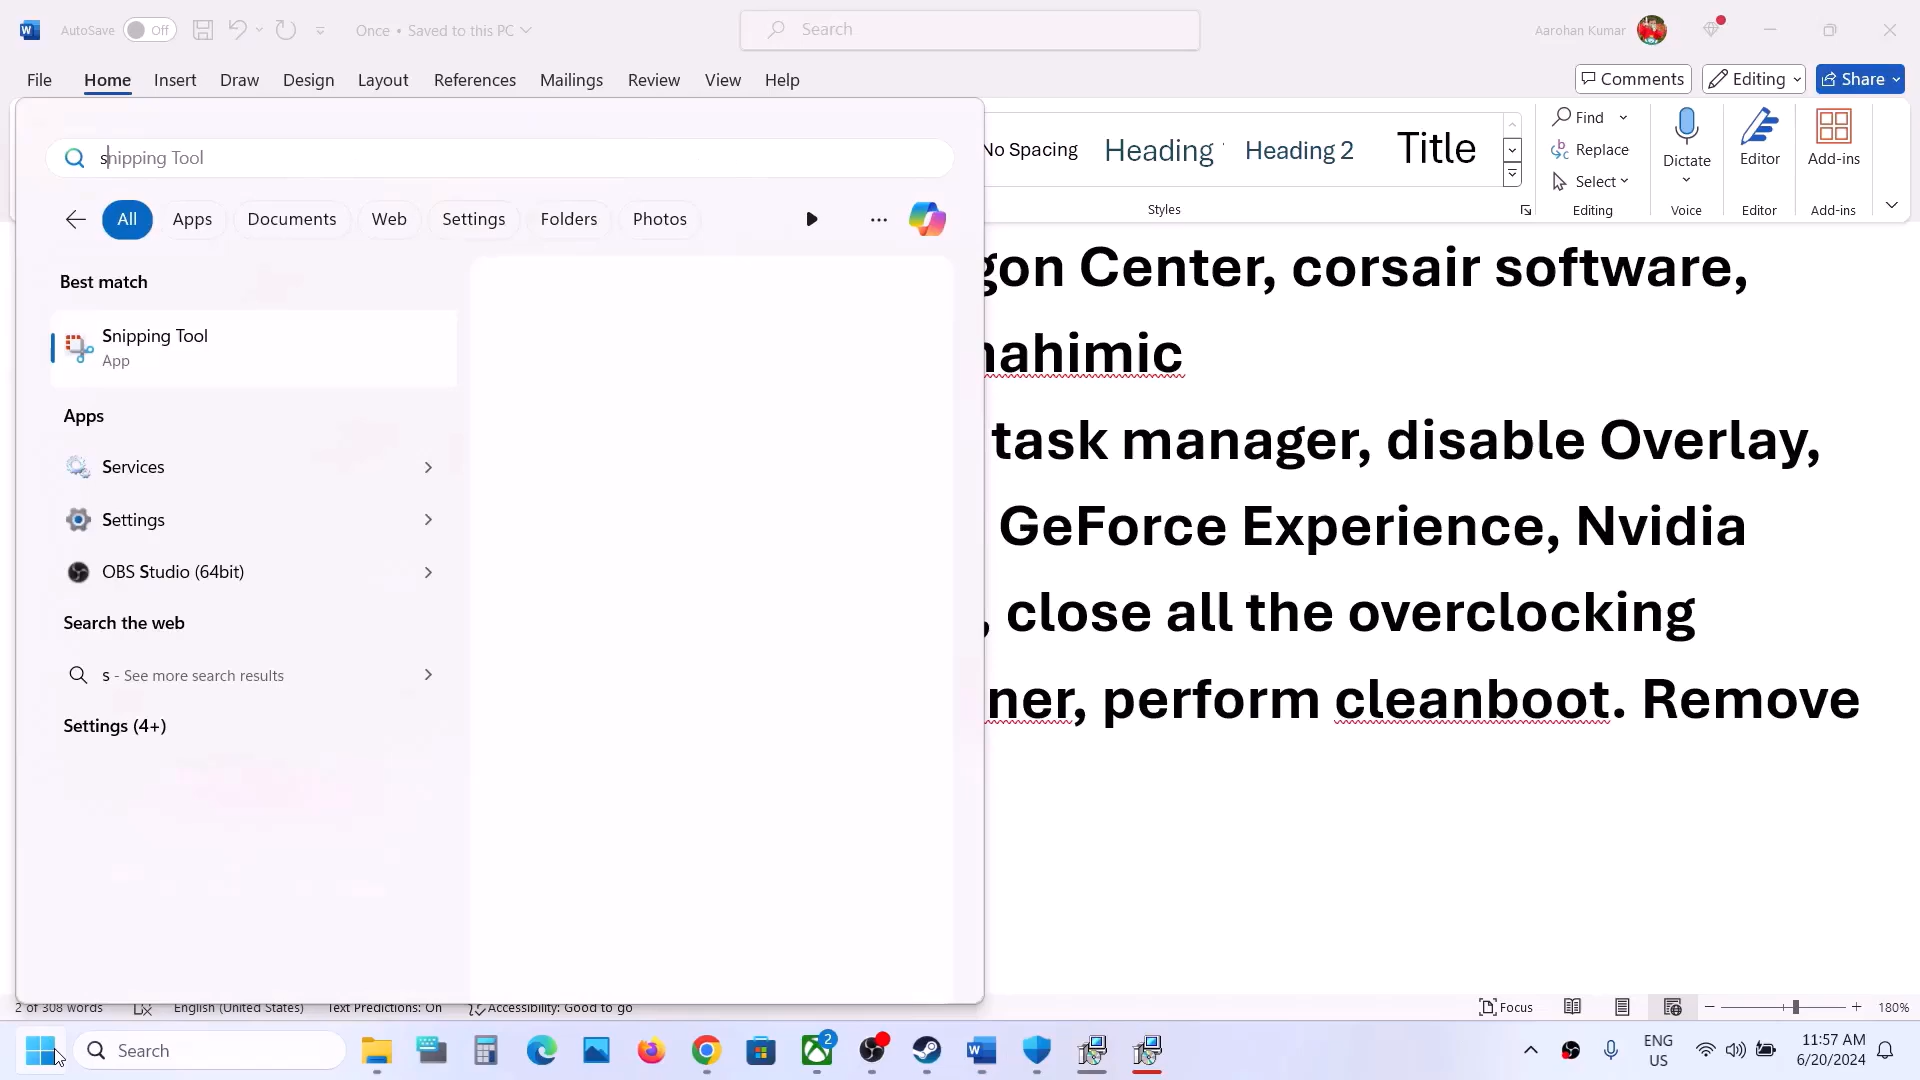 AutoSave Off Once • Saved to this PC Search Aarohan Kumar
File Home Insert Draw Design Layout References Mailings Review View Help Comments Editing Share
snipping Tool
No Spacing Heading Heading 2 Title
Find
Replace
Select
Dictate Editor Add-ins
Styles Editing Voice Editor Add-ins
All Apps Documents Web Settings Folders Photos
Best match
Snipping Tool
App
Apps
Services
Settings
OBS Studio (64bit)
Search the web
s - See more search results
Settings (4+)
gon Center, corsair software,
nahimic
task manager, disable Overlay,
GeForce Experience, Nvidia
, close all the overclocking
ner, perform cleanboot. Remove
2 of 308 words English (United States) Text Predictions: On Accessibility: Good to go Focus 180%
Search 2 ENG US 11:57 AM 6/20/2024